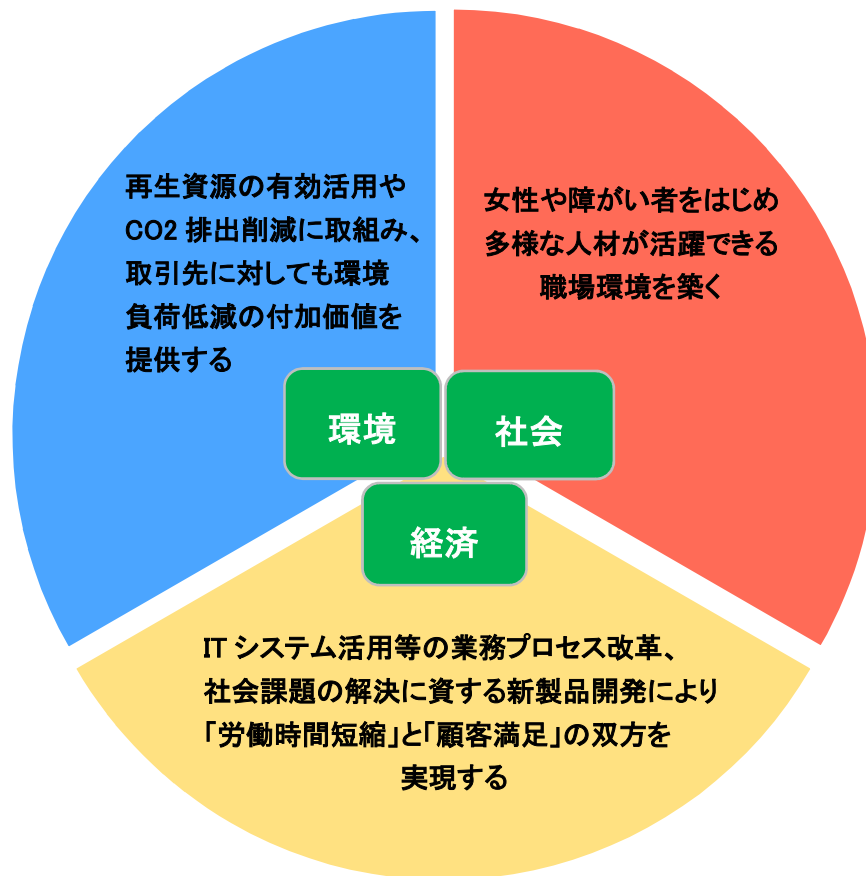 再生資源の有効活用や
CO2 排出削減に取組み、
取引先に対しても環境
負荷低減の付加価値を
提供する
女性や障がい者をはじめ
多様な人材が活躍できる
職場環境を築く
環境
社会
経済
IT システム活用等の業務プロセス改革、
社会課題の解決に資する新製品開発により
「労働時間短縮」と「顧客満足」の双方を
実現する